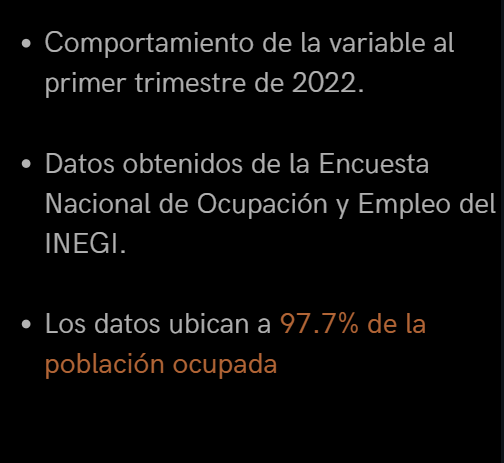 • Comportamiento de la variable al
primer trimestre de 2022.
• Datos obtenidos de la Encuesta
Nacional de Ocupación y Empleo del
INEGI.
• Los datos ubican a 97.7% de la
población ocupada